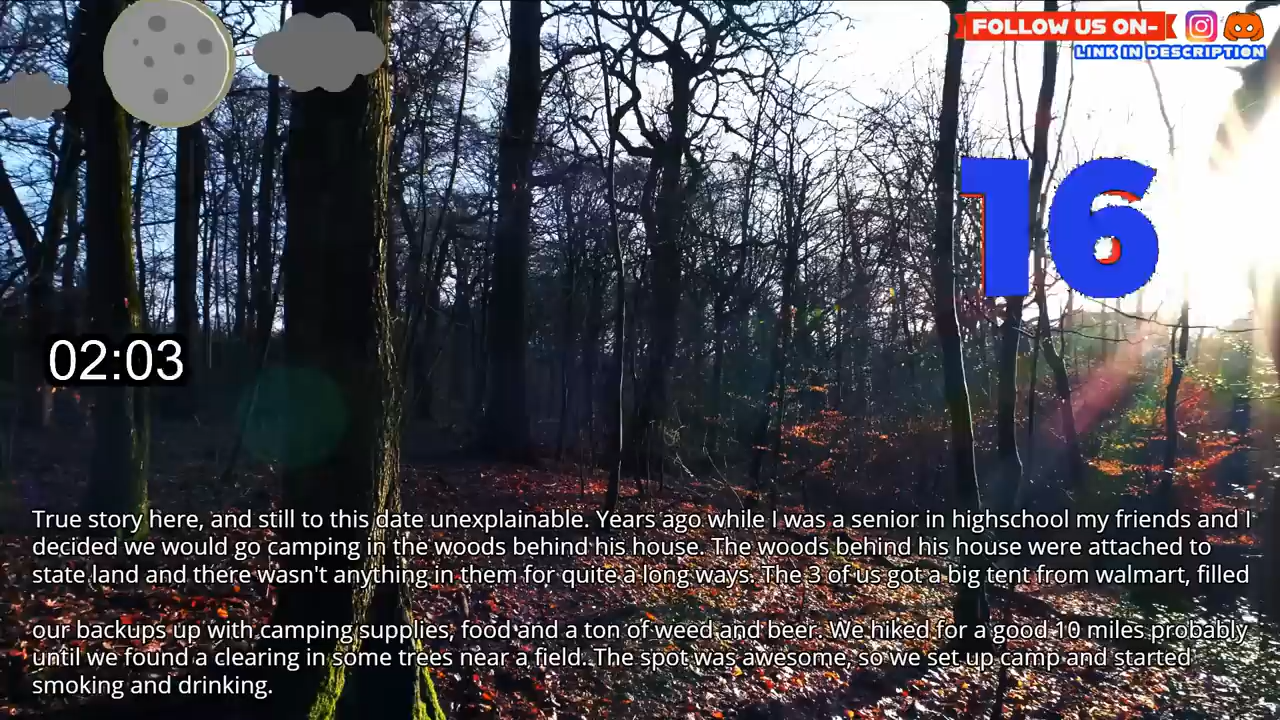 FOLLOW US ON-
LINK IN DESCRIPTION
16
02:03
True story here, and still to this date unexplainable. Years ago while I was a senior in highschool my friends and I
decided we would go camping in the woods behind his house. The woods behind his house were attached to
state land and there wasn't anything in them for quite a long ways. The 3 of us got a big tent from walmart, filled
our backups up with camping supplies, food and a ton of weed and beer. We hiked for a good 10 miles probably
until we found a clearing in some trees near a field. The spot was awesome, so we set up camp and started
smoking and drinking.